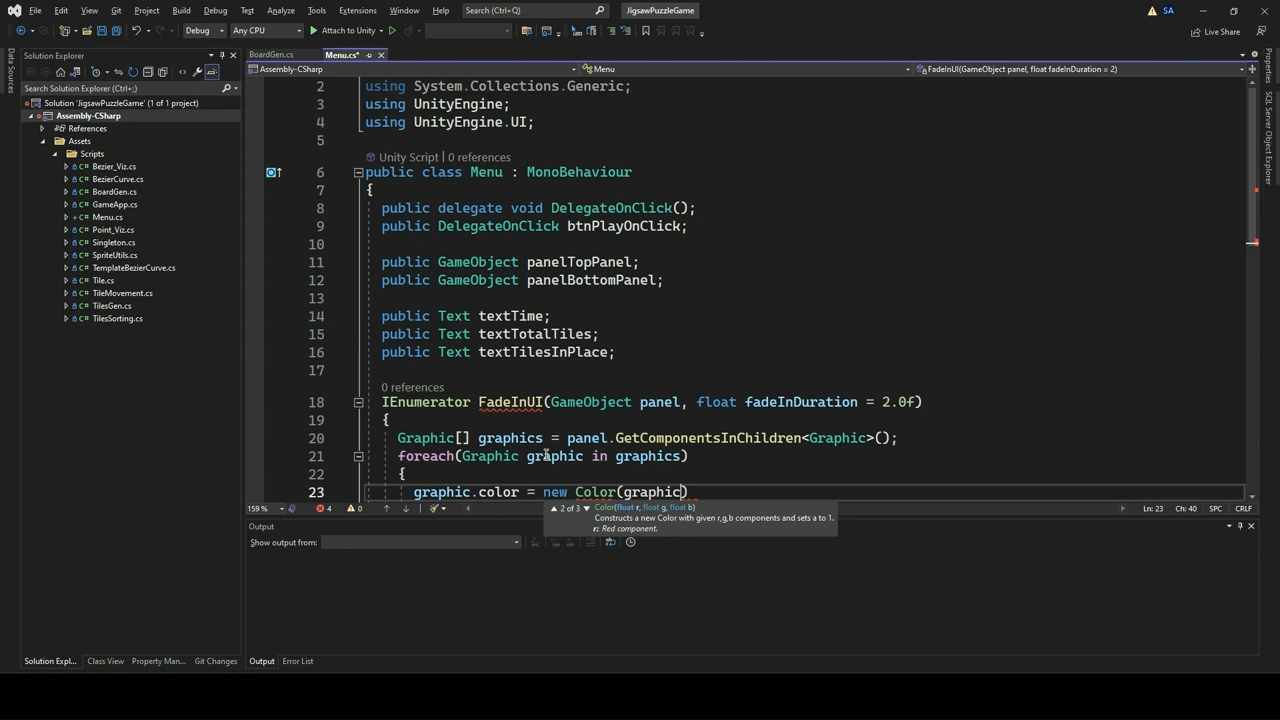 File Edit View Git Project Build Debug Test Analyze Tools Extensions Window Help Search (Ctrl+Q) JigsawPuzzleGame SA
Debug Any CPU Attach to Unity Live Share
Data Sources
Solution Explorer
Search Solution Explorer (Ctrl+;)
Solution 'JigsawPuzzleGame' (1 of 1 project)
Assembly-CSharp
References
Assets
Scripts
C# Bezier_Viz.cs
C# BezierCurve.cs
C# BoardGen.cs
C# GameApp.cs
+ C# Menu.cs
C# Point_Viz.cs
C# Singleton.cs
C# SpriteUtils.cs
C# TemplateBezierCurve.cs
C# Tile.cs
C# TileMovement.cs
C# TilesGen.cs
C# TilesSorting.cs
Solution Expl... Class View Property Man... Git Changes
BoardGen.cs Menu.cs*
Assembly-CSharp Menu FadeInUI(GameObject panel, float fadeInDuration = 2)
2 using System.Collections.Generic;
3 using UnityEngine;
4 using UnityEngine.UI;
5
Unity Script | 0 references
6 public class Menu : MonoBehaviour
7 {
8 public delegate void DelegateOnClick();
9 public DelegateOnClick btnPlayOnClick;
10
11 public GameObject panelTopPanel;
12 public GameObject panelBottomPanel;
13
14 public Text textTime;
15 public Text textTotalTiles;
16 public Text textTilesInPlace;
17
0 references
18 IEnumerator FadeInUI(GameObject panel, float fadeInDuration = 2.0f)
19 {
20 Graphic[] graphics = panel.GetComponentsInChildren<Graphic>();
21 foreach(Graphic graphic in graphics)
22 {
23 graphic.color = new Color(graphic)
2 of 3 Color(float r, float g, float b)
Constructs a new Color with given r,g,b components and sets a to 1.
r: Red component.
159 % 4 0 Ln: 23 Ch: 40 SPC CRLF
Output
Show output from:
Output Error List
Properties
SQL Server Object Explorer